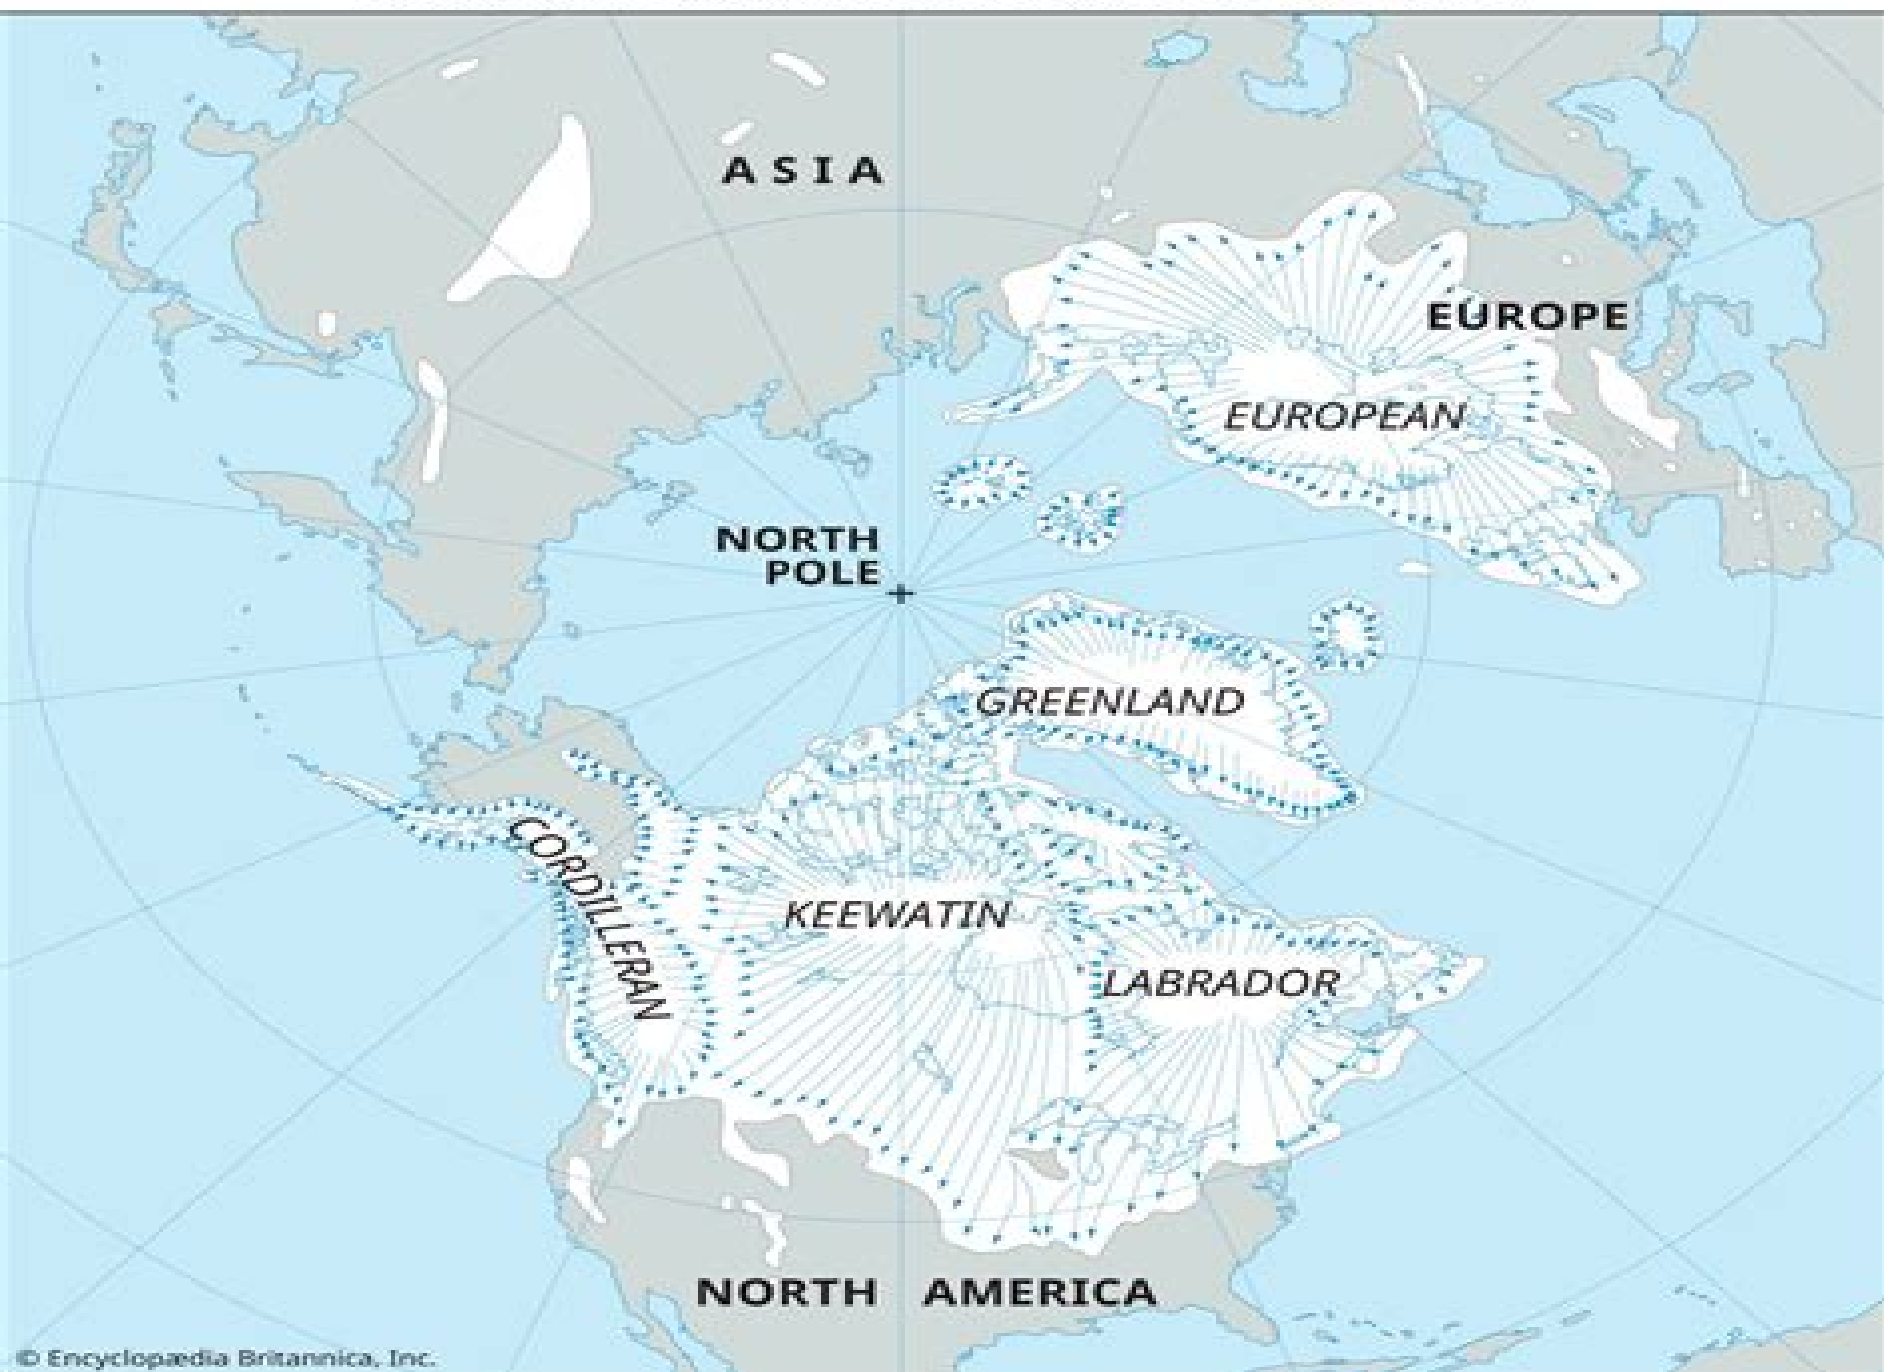 ASIA
EUROPE
EUROPEAN
NORTH
POLE
GREENLAND
CORDILLERAN
KEEWATIN
LABRADOR
NORTH AMERICA
© Encyclopædia Britannica, Inc.